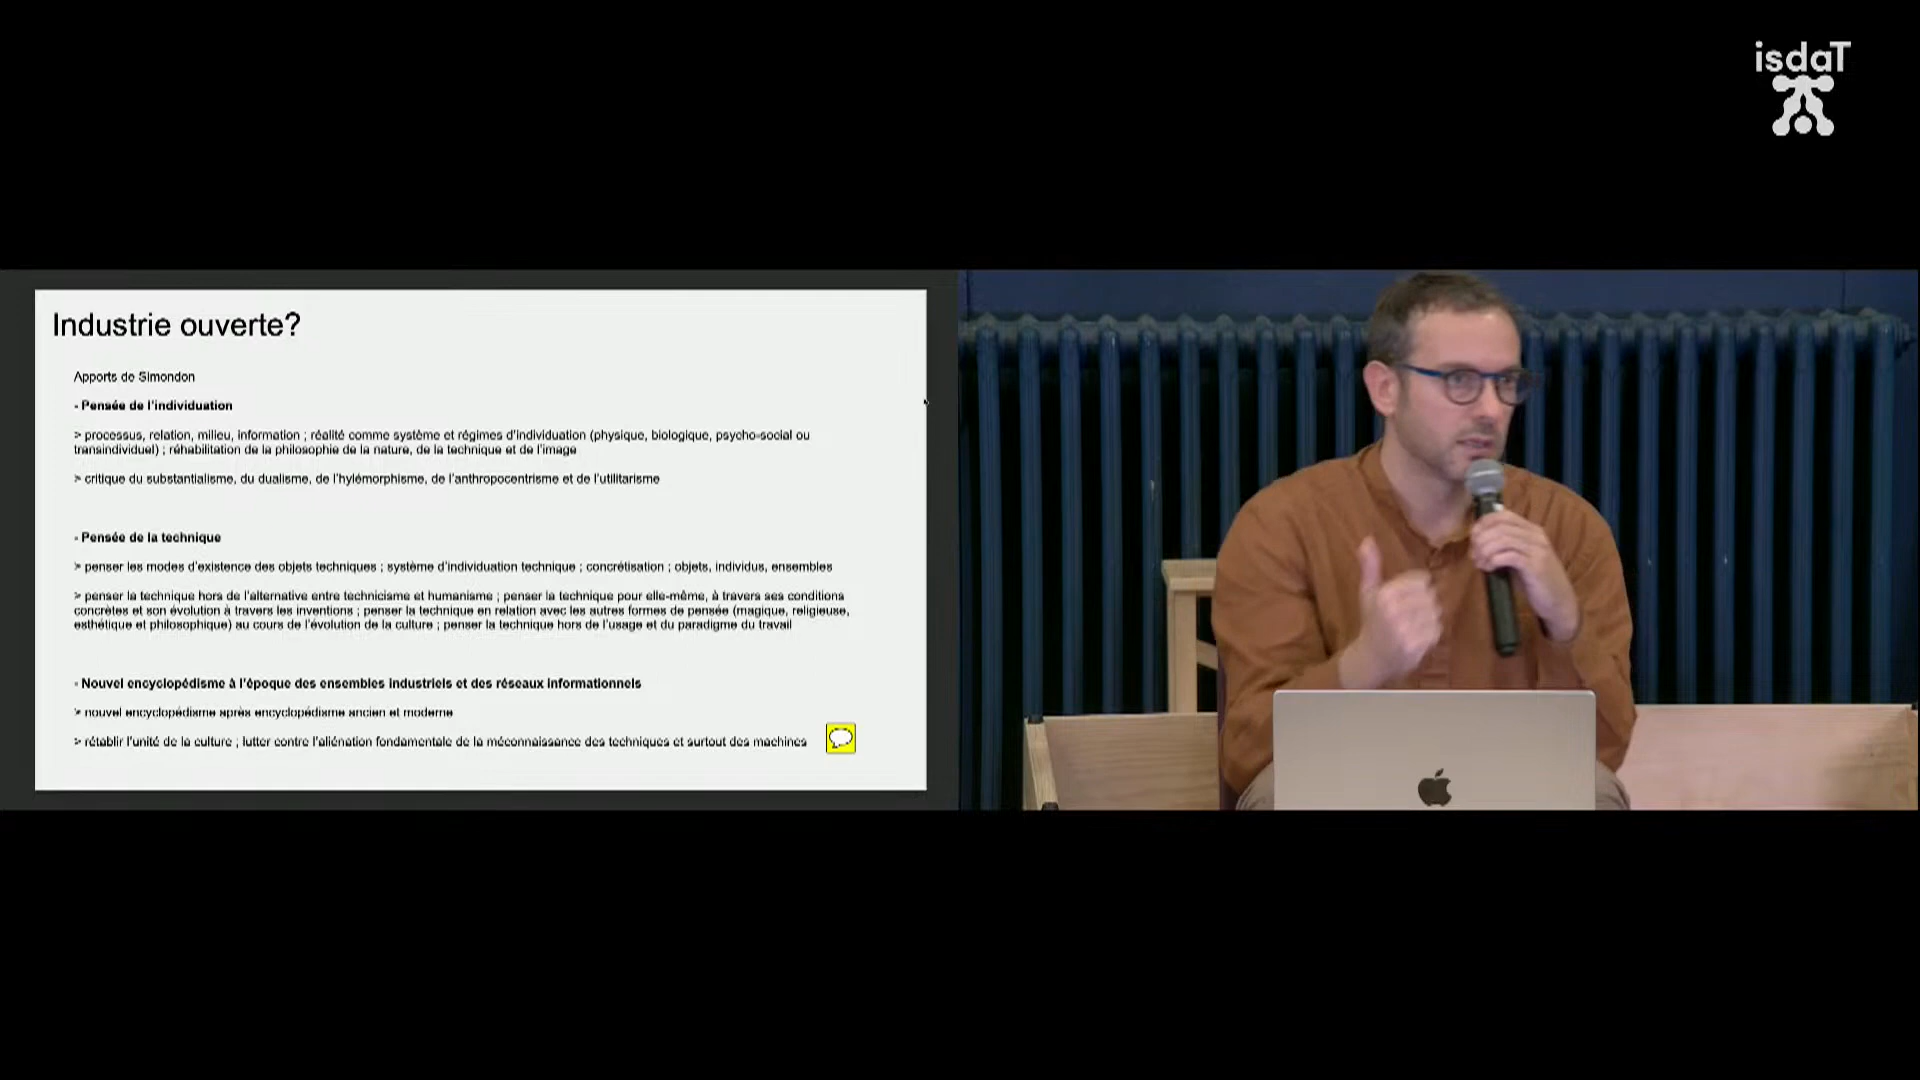 isdaT
Industrie ouverte?
Apports de Simondon
- Pensée de l'individuation
> processus, relation, milieu, information ; réalité comme système et régimes d'individuation (physique, biologique, psycho-social ou
transindividuel) ; réhabilitation de la philosophie de la nature, de la technique et de l'image
> critique du substantialisme, du dualisme, de l'hylémorphisme, de l'anthropocentrisme et de l'utilitarisme
- Pensée de la technique
> penser les modes d'existence des objets techniques ; système d'individuation technique ; concrétisation ; objets, individus, ensembles
> penser la technique hors de l'alternative entre technicisme et humanisme ; penser la technique pour elle-même, à travers ses conditions
concrètes et son évolution à travers les inventions ; penser la technique en relation avec les autres formes de pensée (magique, religieuse,
esthétique et philosophique) au cours de l'évolution de la culture ; penser la technique hors de l'usage et du paradigme du travail
- Nouvel encyclopédisme à l'époque des ensembles industriels et des réseaux informationnels
> nouvel encyclopédisme après encyclopédisme ancien et moderne
> rétablir l'unité de la culture ; lutter contre l'aliénation fondamentale de la méconnaissance des techniques et surtout des machines